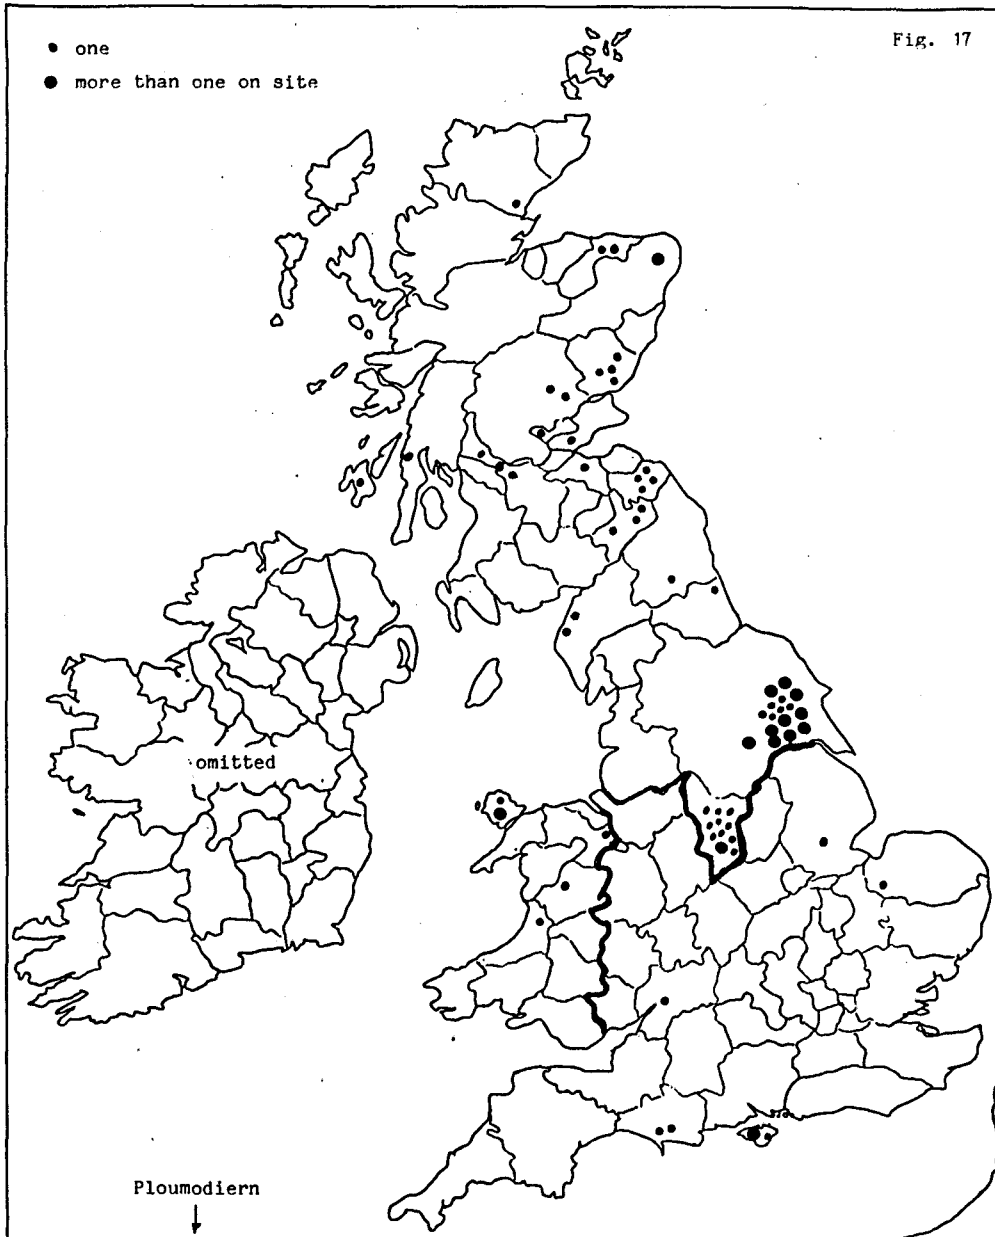 Fig. 17
one
more than one on site
omitted
Ploumodiern